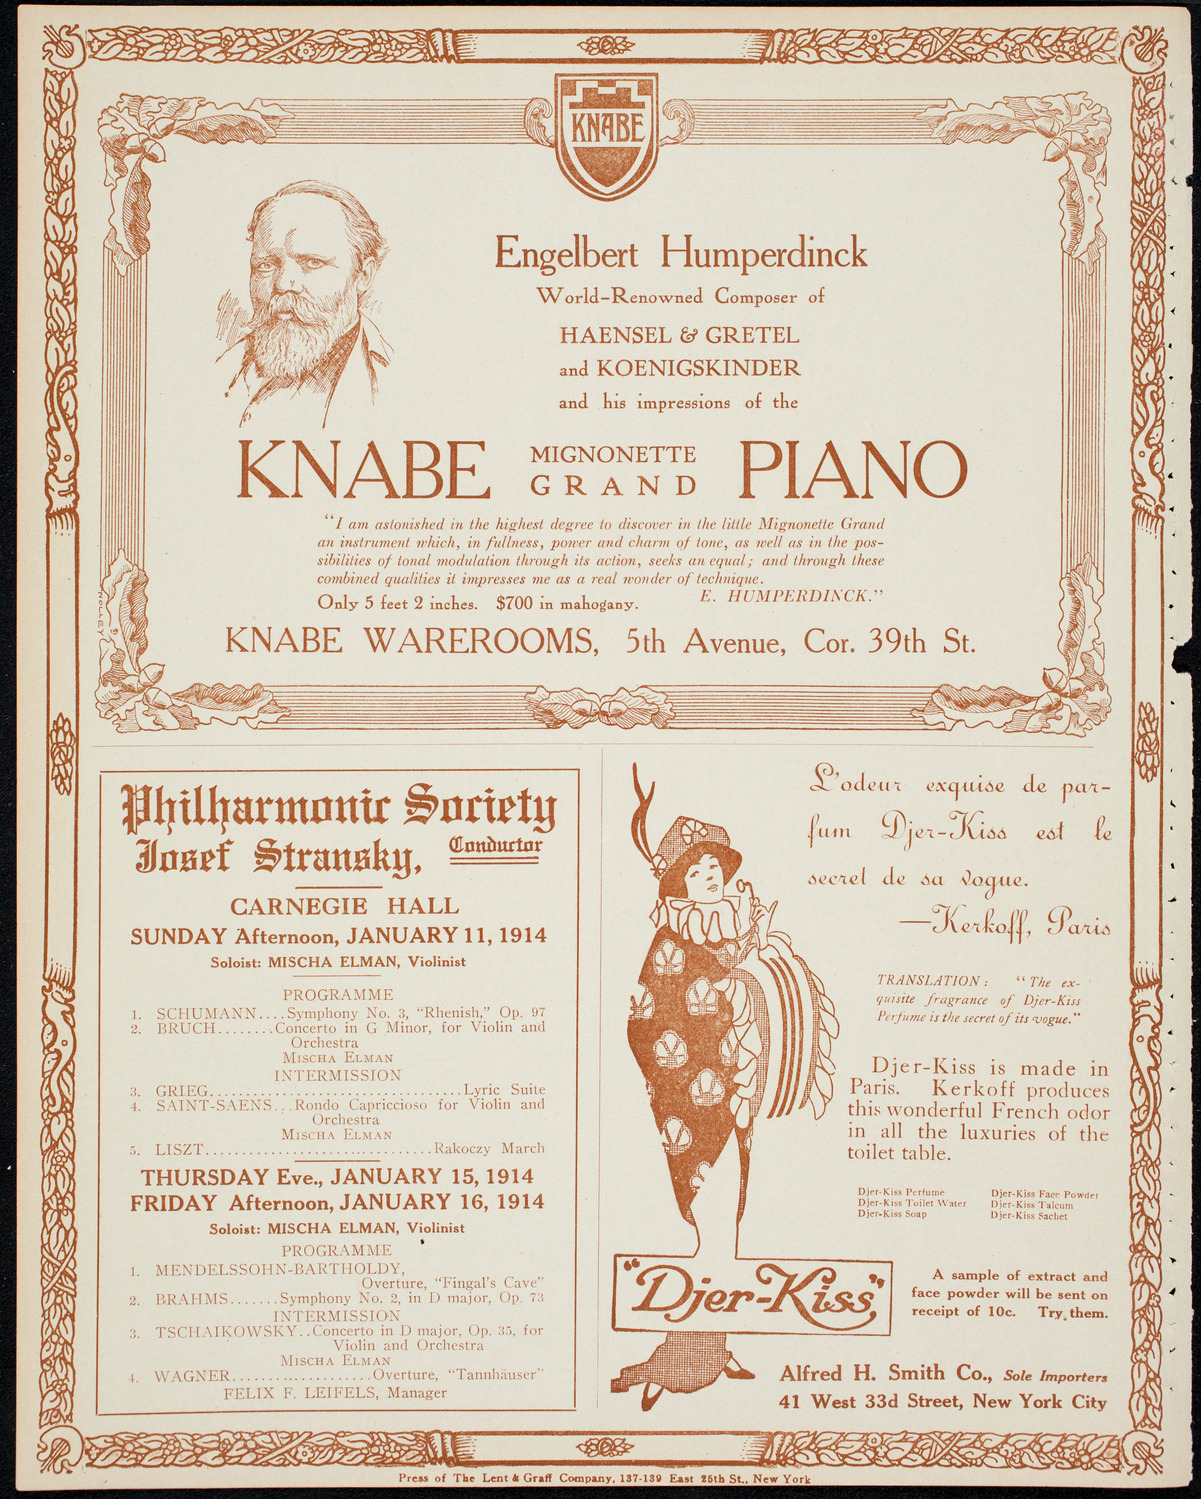 KNABE
Engelbert Humperdinck
World-Renowned Composer of
HAENSEL & GRETEL
and KOENIGSKINDER
and his impressions of the
KNABE MIGNONETTE GRAND PIANO
"I am astonished in the highest degree to discover in the little Mignonette Grand
an instrument which, in fullness, power and charm of tone, as well as in the pos-
sibilities of tonal modulation through its action, seeks an equal; and through these
combined qualities it impresses me as a real wonder of technique.
E. HUMPERDINCK."
Only 5 feet 2 inches. $700 in mahogany.
KNABE WAREROOMS, 5th Avenue, Cor. 39th St.
Philharmonic Society
Josef Stransky, Conductor
CARNEGIE HALL
SUNDAY Afternoon, JANUARY 11, 1914
Soloist: MISCHA ELMAN, Violinist
PROGRAMME
1. SCHUMANN....Symphony No. 3, "Rhenish," Op. 97
2. BRUCH........Concerto in G Minor, for Violin and
Orchestra
MISCHA ELMAN
INTERMISSION
3. GRIEG..................................Lyric Suite
4. SAINT-SAENS...Rondo Capriccioso for Violin and
Orchestra
MISCHA ELMAN
5. LISZT...............................Rakoczy March
THURSDAY Eve., JANUARY 15, 1914
FRIDAY Afternoon, JANUARY 16, 1914
Soloist: MISCHA ELMAN, Violinist
PROGRAMME
1. MENDELSSOHN-BARTHOLDY,
Overture, "Fingal's Cave"
2. BRAHMS.......Symphony No. 2, in D major, Op. 73
INTERMISSION
3. TSCHAIKOWSKY..Concerto in D major, Op. 35, for
Violin and Orchestra
MISCHA ELMAN
4. WAGNER...................Overture, "Tannhäuser"
FELIX F. LEIFELS, Manager
L'odeur exquise de par-
fum Djer-Kiss est le
secret de sa vogue.
—Kerkoff, Paris
TRANSLATION: "The ex-
quisite fragrance of Djer-Kiss
Perfume is the secret of its vogue."
Djer-Kiss is made in
Paris. Kerkoff produces
this wonderful French odor
in all the luxuries of the
toilet table.
Djer-Kiss Perfume Djer-Kiss Face Powder
Djer-Kiss Toilet Water Djer-Kiss Talcum
Djer-Kiss Soap Djer-Kiss Sachet
"Djer-Kiss"
A sample of extract and
face powder will be sent on
receipt of 10c. Try them.
Alfred H. Smith Co., Sole Importers
41 West 33d Street, New York City
Press of The Lent & Graff Company, 137-139 East 25th St., New York